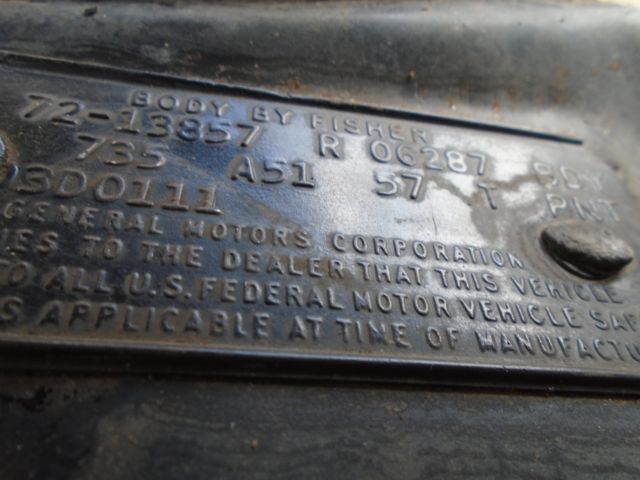 BODY BY FISHER
72-13857 R 06287 BDY
735 A51 57 T PNT
3D0111
GENERAL MOTORS CORPORATION
IES TO THE DEALER THAT THIS VEHICLE
TO ALL U.S. FEDERAL MOTOR VEHICLE SAF
S APPLICABLE AT TIME OF MANUFACTU